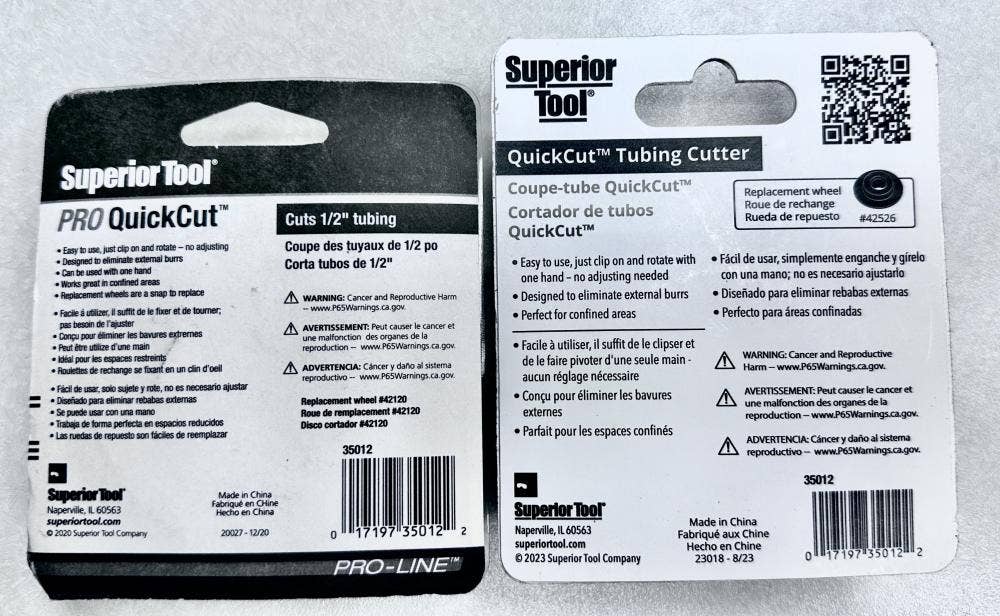 Superior Tool®
PRO QuickCut™
• Easy to use, just clip on and rotate – no adjusting
• Designed to eliminate external burrs
• Can be used with one hand
• Works great in confined areas
• Replacement wheels are a snap to replace
• Facile á utilizer, il suffit de le fixer et de tourner;
pas besoin de l'ajuster
• Conçu pour éliminer les bavures extrernes
• Peut être utilize d'une main
• Idéal pour les espaces restreints
• Roulettes de rechange se fixant en un clin d'oeil
• Fácil de usar, solo sujete y rote, no es necesario ajustar
• Diseñado para eliminar rebabas externas
• Se puede usar con una mano
• Trabaja de forma perfecta en espacios reducidos
• Las ruedas de repuesto son fáciles de reemplazar
Cuts 1/2" tubing
Coupe des tuyaux de 1/2 po
Corta tubos de 1/2"
WARNING: Cancer and Reproductive Harm
– www.P65Warnings.ca.gov.
AVERTISSEMENT: Peut causer le cancer et
une malfonction des organes de la
reproduction – www.P65Warnings.ca.gov.
ADVERTENCIA: Cáncer y daño al sistema
reproductivo – www.P65Warnings.ca.gov.
Replacement wheel #42120
Roue de remplacement #42120
Disco cortador #42120
Superior Tool®
Naperville, IL 60563
superiortool.com
© 2020 Superior Tool Company
Made in China
Fabriqué en CHine
Hecho en China
20027 - 12/20
35012
0 17197 35012 2
PRO-LINE™
Superior
Tool®
QuickCut™ Tubing Cutter
Coupe-tube QuickCut™
Cortador de tubos
QuickCut™
Replacement wheel
Roue de rechange
Rueda de repuesto
#42526
• Easy to use, just clip on and rotate with
one hand – no adjusting needed
• Designed to eliminate external burrs
• Perfect for confined areas
• Facile à utiliser, il suffit de le clipser et
de le faire pivoter d'une seule main -
aucun réglage nécessaire
• Conçu pour éliminer les bavures
externes
• Parfait pour les espaces confinés
• Fácil de usar, simplemente enganche y gírelo
con una mano; no es necesario ajustarlo
• Diseñado para eliminar rebabas externas
• Perfecto para áreas confinadas
WARNING: Cancer and Reproductive
Harm – www.P65Warnings.ca.gov.
AVERTISSEMENT: Peut causer le cancer et
une malfonction des organes de la
reproduction – www.P65Warnings.ca.gov.
ADVERTENCIA: Cáncer y daño al sistema
reproductivo – www.P65Warnings.ca.gov.
Superior Tool®
Naperville, IL 60563
superiortool.com
© 2023 Superior Tool Company
Made in China
Fabriqué aux Chine
Hecho en Chine
23018 - 8/23
35012
0 17197 35012 2